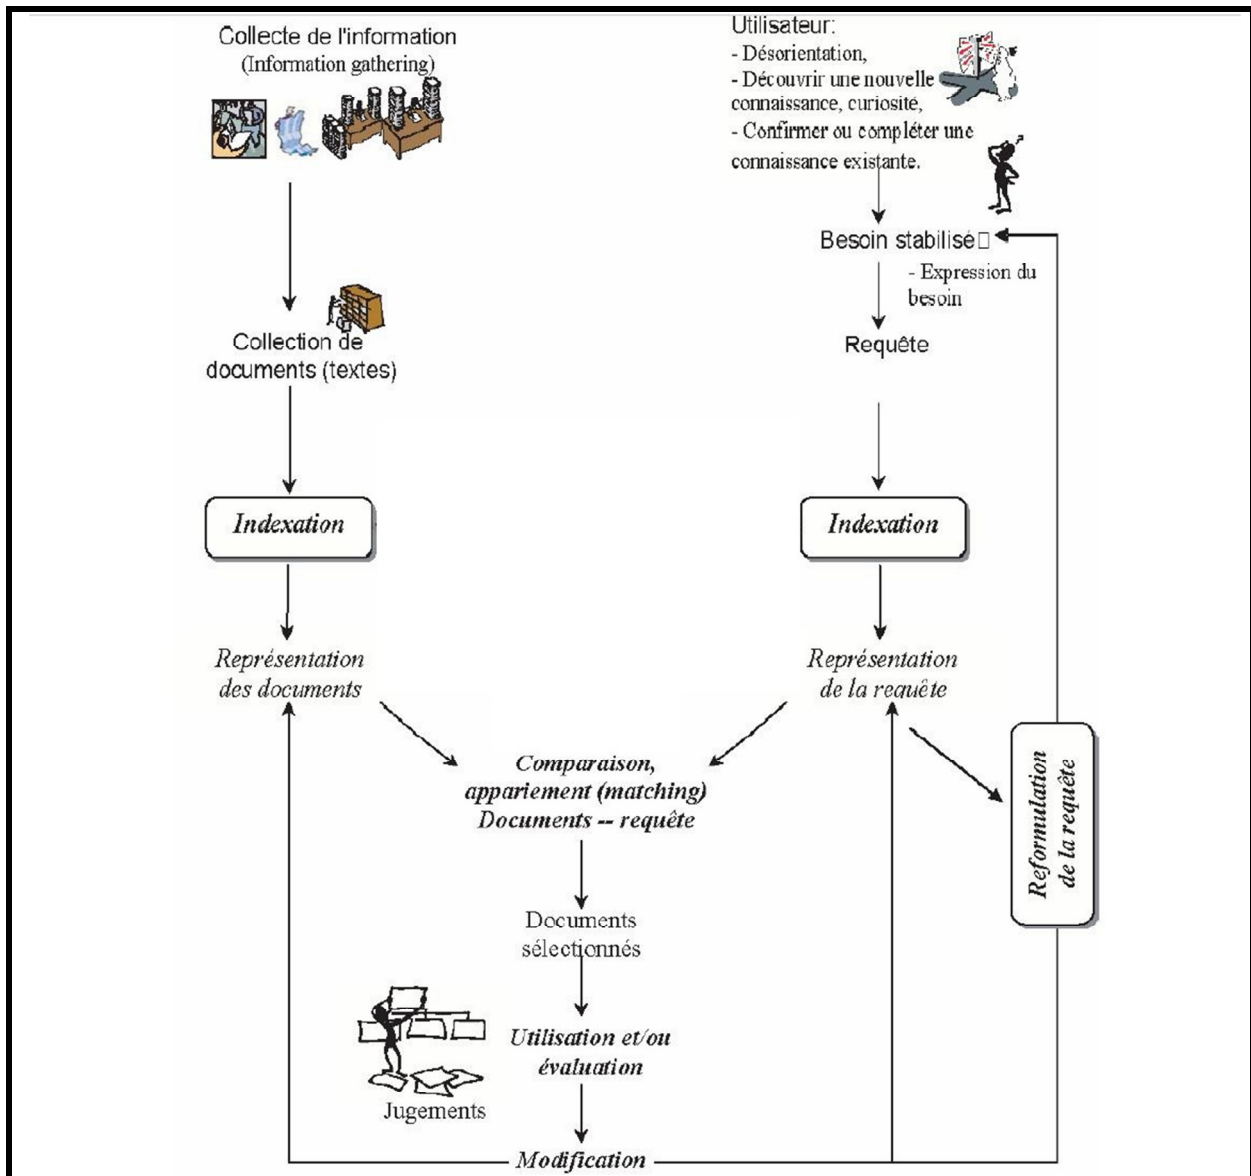 Collecte de l'information
(Information gathering)
Utilisateur:
- Désorientation,
- Découvrir une nouvelle
connaissance, curiosité,
- Confirmer ou compléter une
connaissance existante.
Besoin stabilisé
- Expression du
besoin
Requête
Collection de
documents (textes)
Indexation
Indexation
Représentation
des documents
Représentation
de la requête
Comparaison,
appariement (matching)
Documents -- requête
Reformulation
de la requête
Documents
sélectionnés
Utilisation et/ou
évaluation
Jugements
Modification